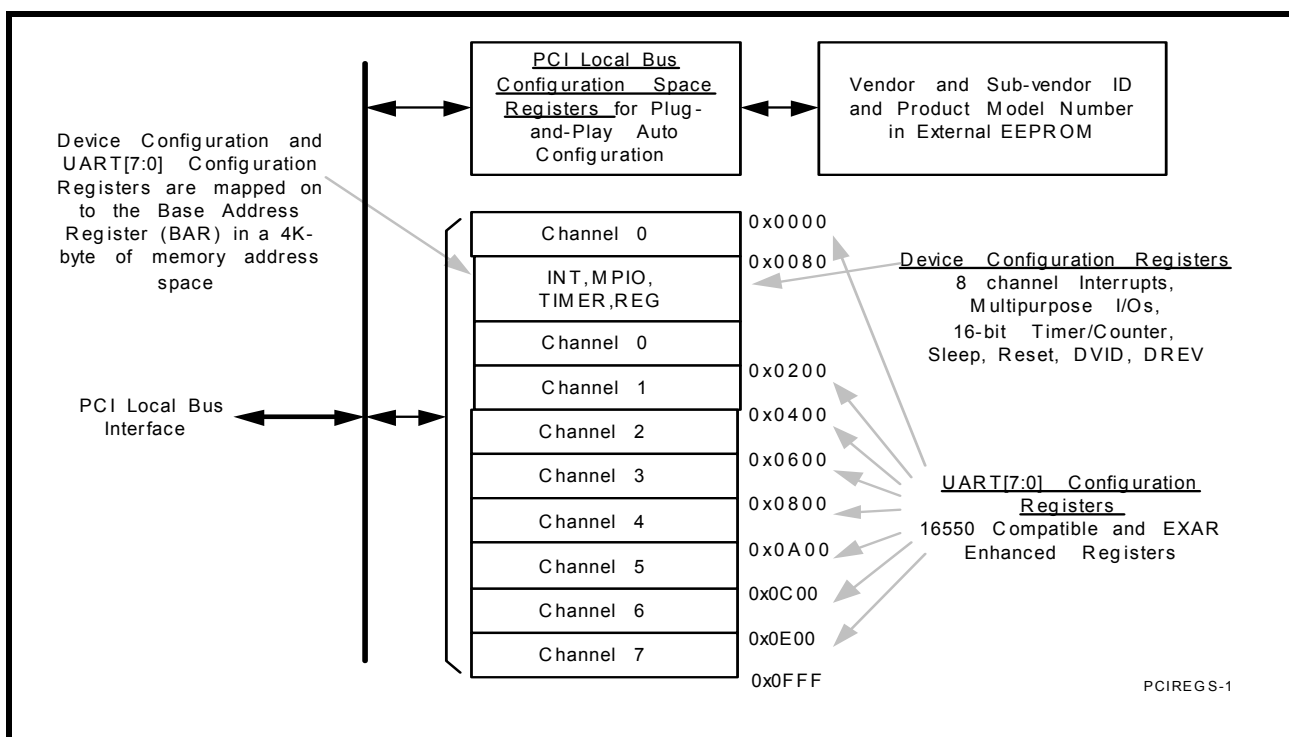 PCI Local Bus
Configuration Space
Registers for Plug-
and-Play Auto
Configuration
Vendor and Sub-vendor ID
and Product Model Number
in External EEPROM
Device Configuration and
UART[7:0] Configuration
Registers are mapped on
to the Base Address
Register (BAR) in a 4K-
byte of memory address
space
Channel 0
INT, MPIO,
TIMER, REG
Channel 0
Channel 1
Channel 2
Channel 3
Channel 4
Channel 5
Channel 6
Channel 7
0x0000
0x0080
0x0200
0x0400
0x0600
0x0800
0x0A00
0x0C00
0x0E00
0x0FFF
Device Configuration Registers
8 channel Interrupts,
Multipurpose I/Os,
16-bit Timer/Counter,
Sleep, Reset, DVID, DREV
PCI Local Bus
Interface
UART[7:0] Configuration
Registers
16550 Compatible and EXAR
Enhanced Registers
PCIREGS-1